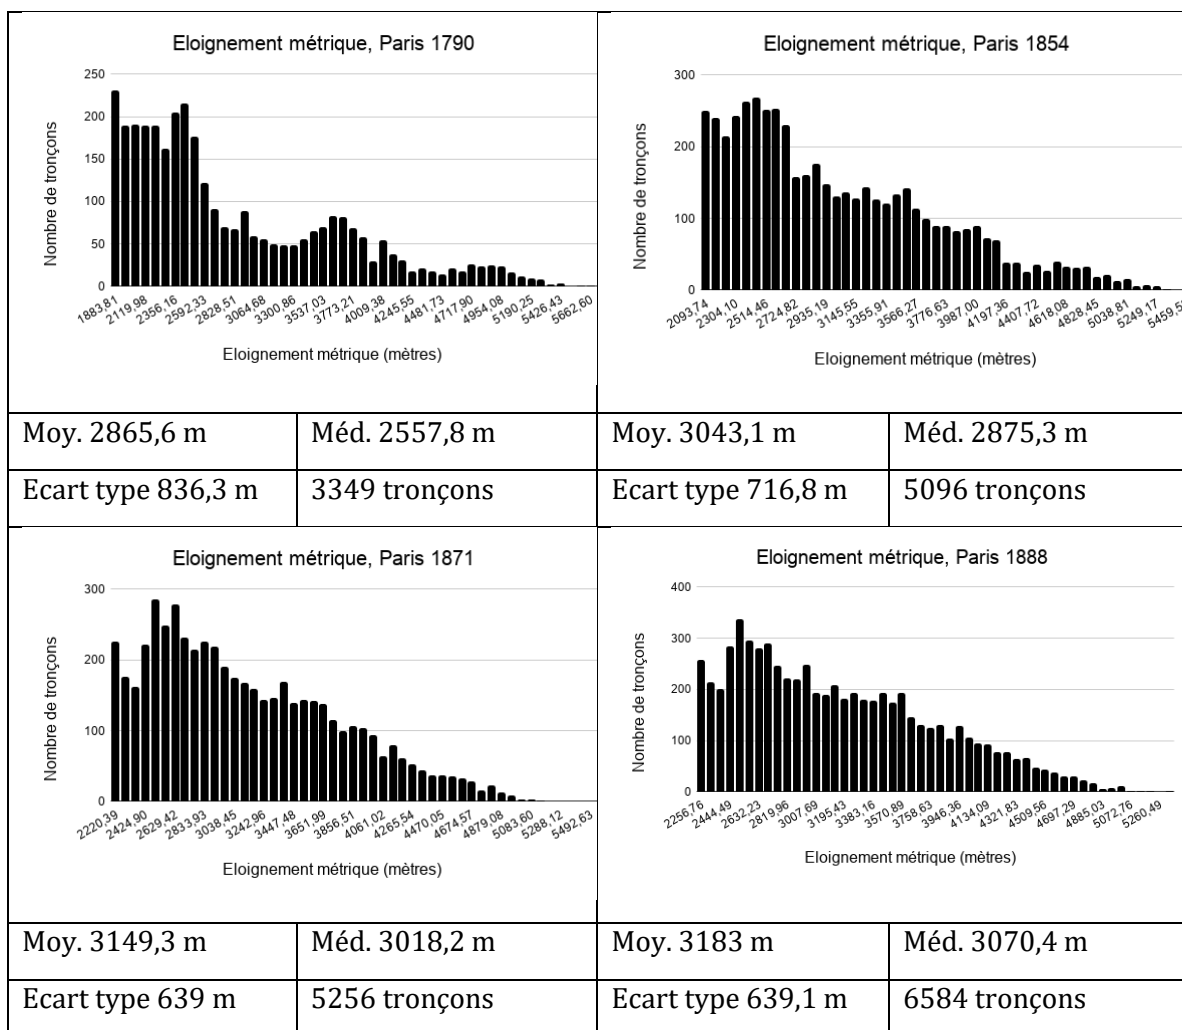 Eloignement métrique, Paris 1790
Nombre de tronçons
250
200
150
100
50
0
1883,81 2119,98 2356,16 2592,33 2828,51 3064,68 3300,86 3537,03 3773,21 4009,38 4245,55 4481,73 4717,90 4954,08 5190,25 5426,43 5662,60
Eloignement métrique (mètres)
Eloignement métrique, Paris 1854
Nombre de tronçons
300
200
100
0
2093,74 2304,10 2514,46 2724,82 2935,19 3145,55 3355,91 3566,27 3776,63 3987,00 4197,36 4407,72 4618,08 4828,45 5038,81 5249,17
Eloignement métrique (mètres)
Moy. 2865,6 m Méd. 2557,8 m Moy. 3043,1 m Méd. 2875,3 m
Ecart type 836,3 m 3349 tronçons Ecart type 716,8 m 5096 tronçons
Eloignement métrique, Paris 1871
Nombre de tronçons
300
200
100
0
2220,39 2424,90 2629,42 2833,93 3038,45 3242,96 3447,48 3651,99 3856,51 4061,02 4265,54 4470,05 4674,57 4879,08 5083,60 5288,12 5492,63
Eloignement métrique (mètres)
Eloignement métrique, Paris 1888
Nombre de tronçons
400
300
200
100
0
2256,76 2444,49 2632,23 2819,96 3007,69 3195,43 3383,16 3570,89 3758,63 3946,36 4134,09 4321,83 4509,56 4697,29 4885,03 5072,76 5260,49
Eloignement métrique (mètres)
Moy. 3149,3 m Méd. 3018,2 m Moy. 3183 m Méd. 3070,4 m
Ecart type 639 m 5256 tronçons Ecart type 639,1 m 6584 tronçons